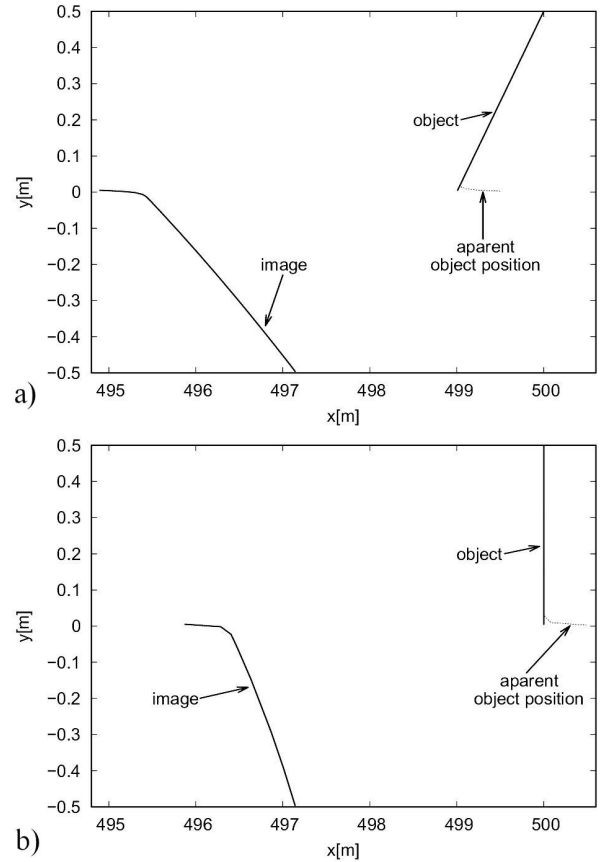 0.5
0.4
0.3
0.2
0.1
0
−0.1
−0.2
−0.3
−0.4
−0.5
y[m]
object
aparent
object position
image
495 496 497 498 499 500
x[m]
a)
0.5
0.4
0.3
0.2
0.1
0
−0.1
−0.2
−0.3
−0.4
−0.5
y[m]
object
image
aparent
object position
495 496 497 498 499 500
x[m]
b)